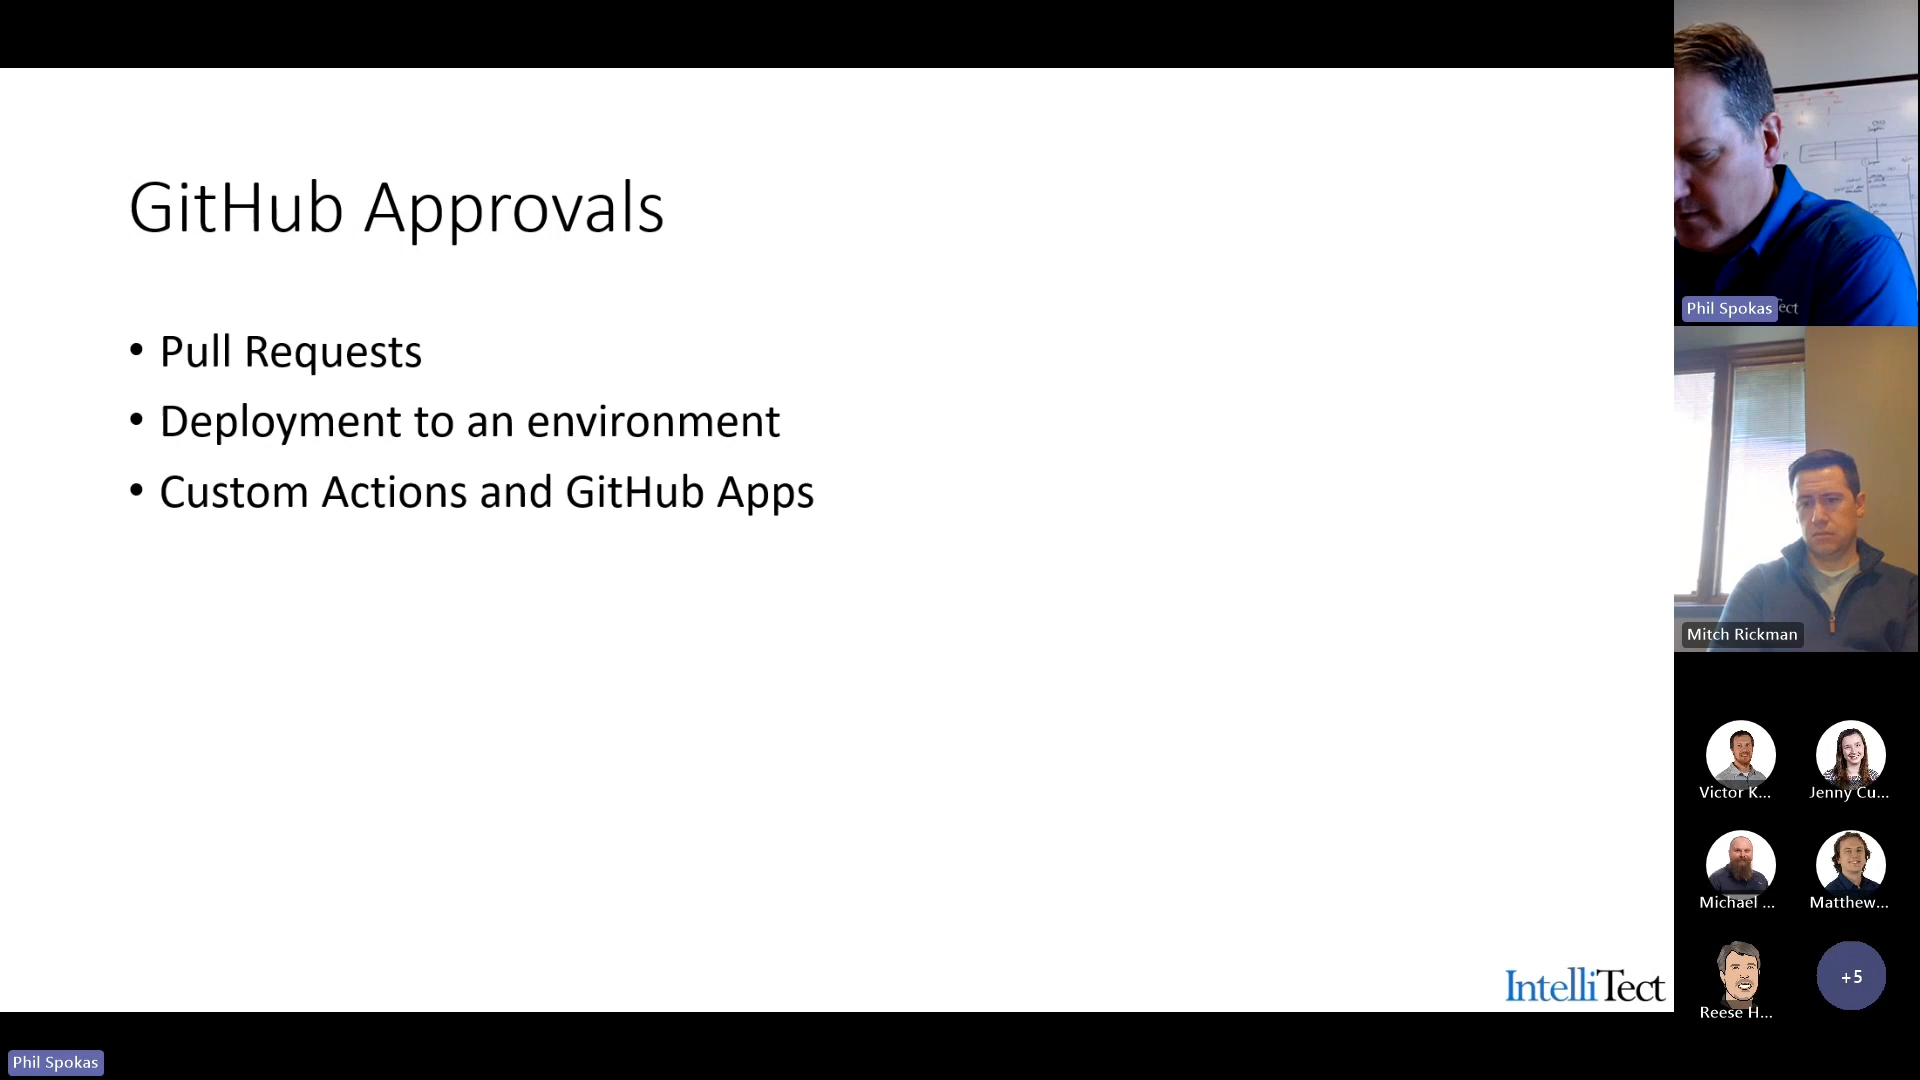 GitHub Approvals
• Pull Requests
• Deployment to an environment
• Custom Actions and GitHub Apps
IntelliTect
Phil Spokas
ect
Mitch Rickman
Victor K...
Jenny Cu...
Michael ...
Matthew...
Reese H...
+5
Phil Spokas